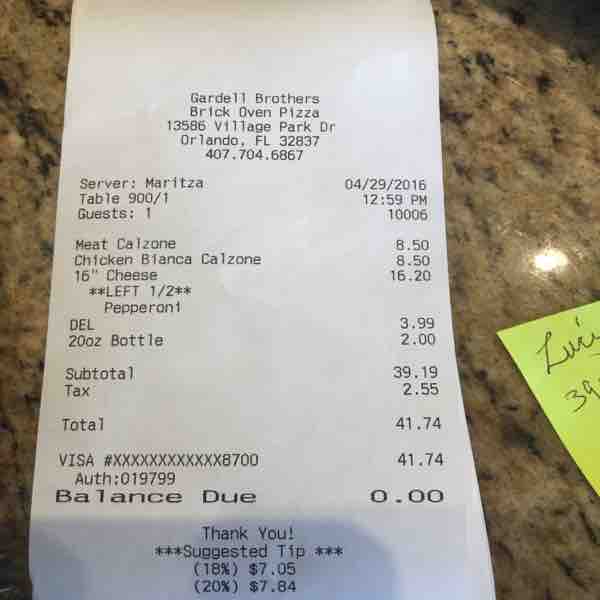 Gardell Brothers
Brick Oven Pizza
13586 Village Park Dr
Orlando, FL 32837
407.704.6867
Server: Maritza 04/29/2016
Table 900/1 12:59 PM
Guests: 1 10006
Meat Calzone 8.50
Chicken Bianca Calzone 8.50
16" Cheese 16.20
**LEFT 1/2**
Pepperoni
DEL 3.99
20oz Bottle 2.00
Subtotal 39.19
Tax 2.55
Total 41.74
VISA #XXXXXXXXXXXX8700 41.74
Auth:019799
Balance Due 0.00
Thank You!
***Suggested Tip ***
(18%) $7.05
(20%) $7.84